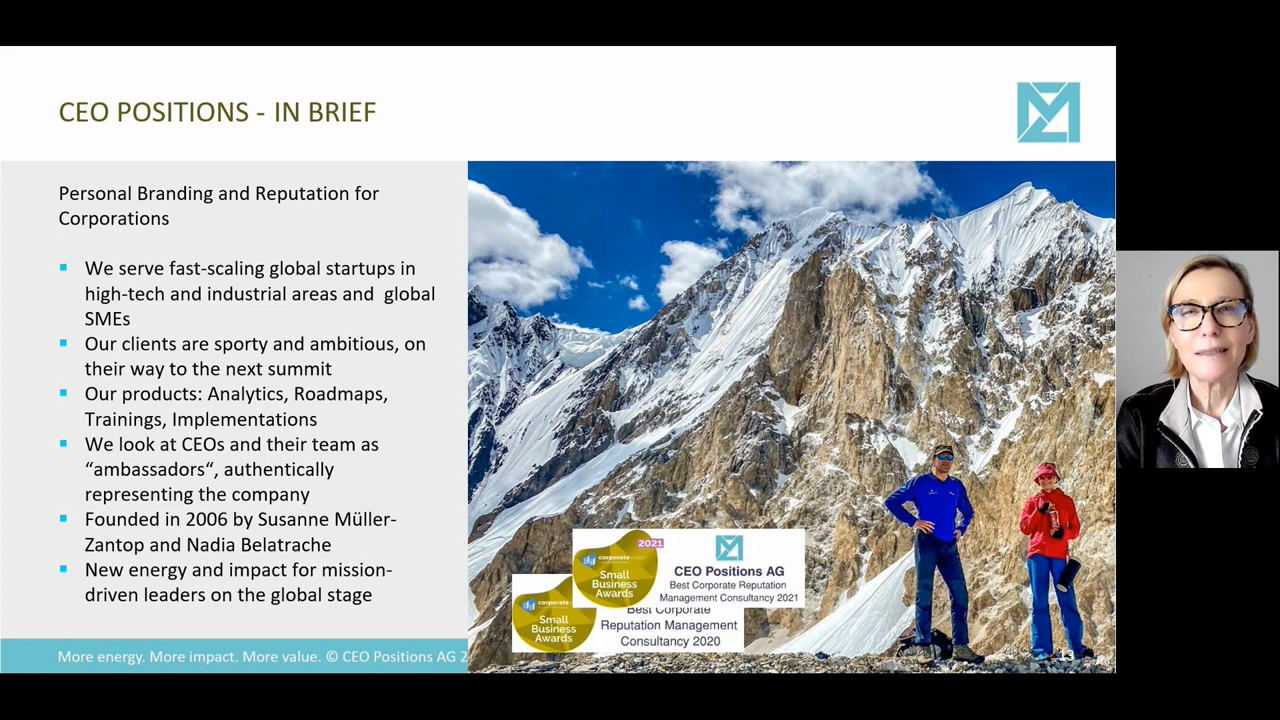 CEO POSITIONS - IN BRIEF
Personal Branding and Reputation for
Corporations
We serve fast-scaling global startups in
high-tech and industrial areas and global
SMEs
Our clients are sporty and ambitious, on
their way to the next summit
Our products: Analytics, Roadmaps,
Trainings, Implementations
We look at CEOs and their team as
“ambassadors“, authentically
representing the company
Founded in 2006 by Susanne Müller-
Zantop and Nadia Belatrache
New energy and impact for mission-
driven leaders on the global stage
2021
corporate
Small
Business
Awards
CEO Positions AG
Best Corporate Reputation
Management Consultancy 2021
corporate
Small
Business
Awards
Best Corporate
Reputation Management
Consultancy 2020
More energy. More impact. More value. © CEO Positions AG 2
13